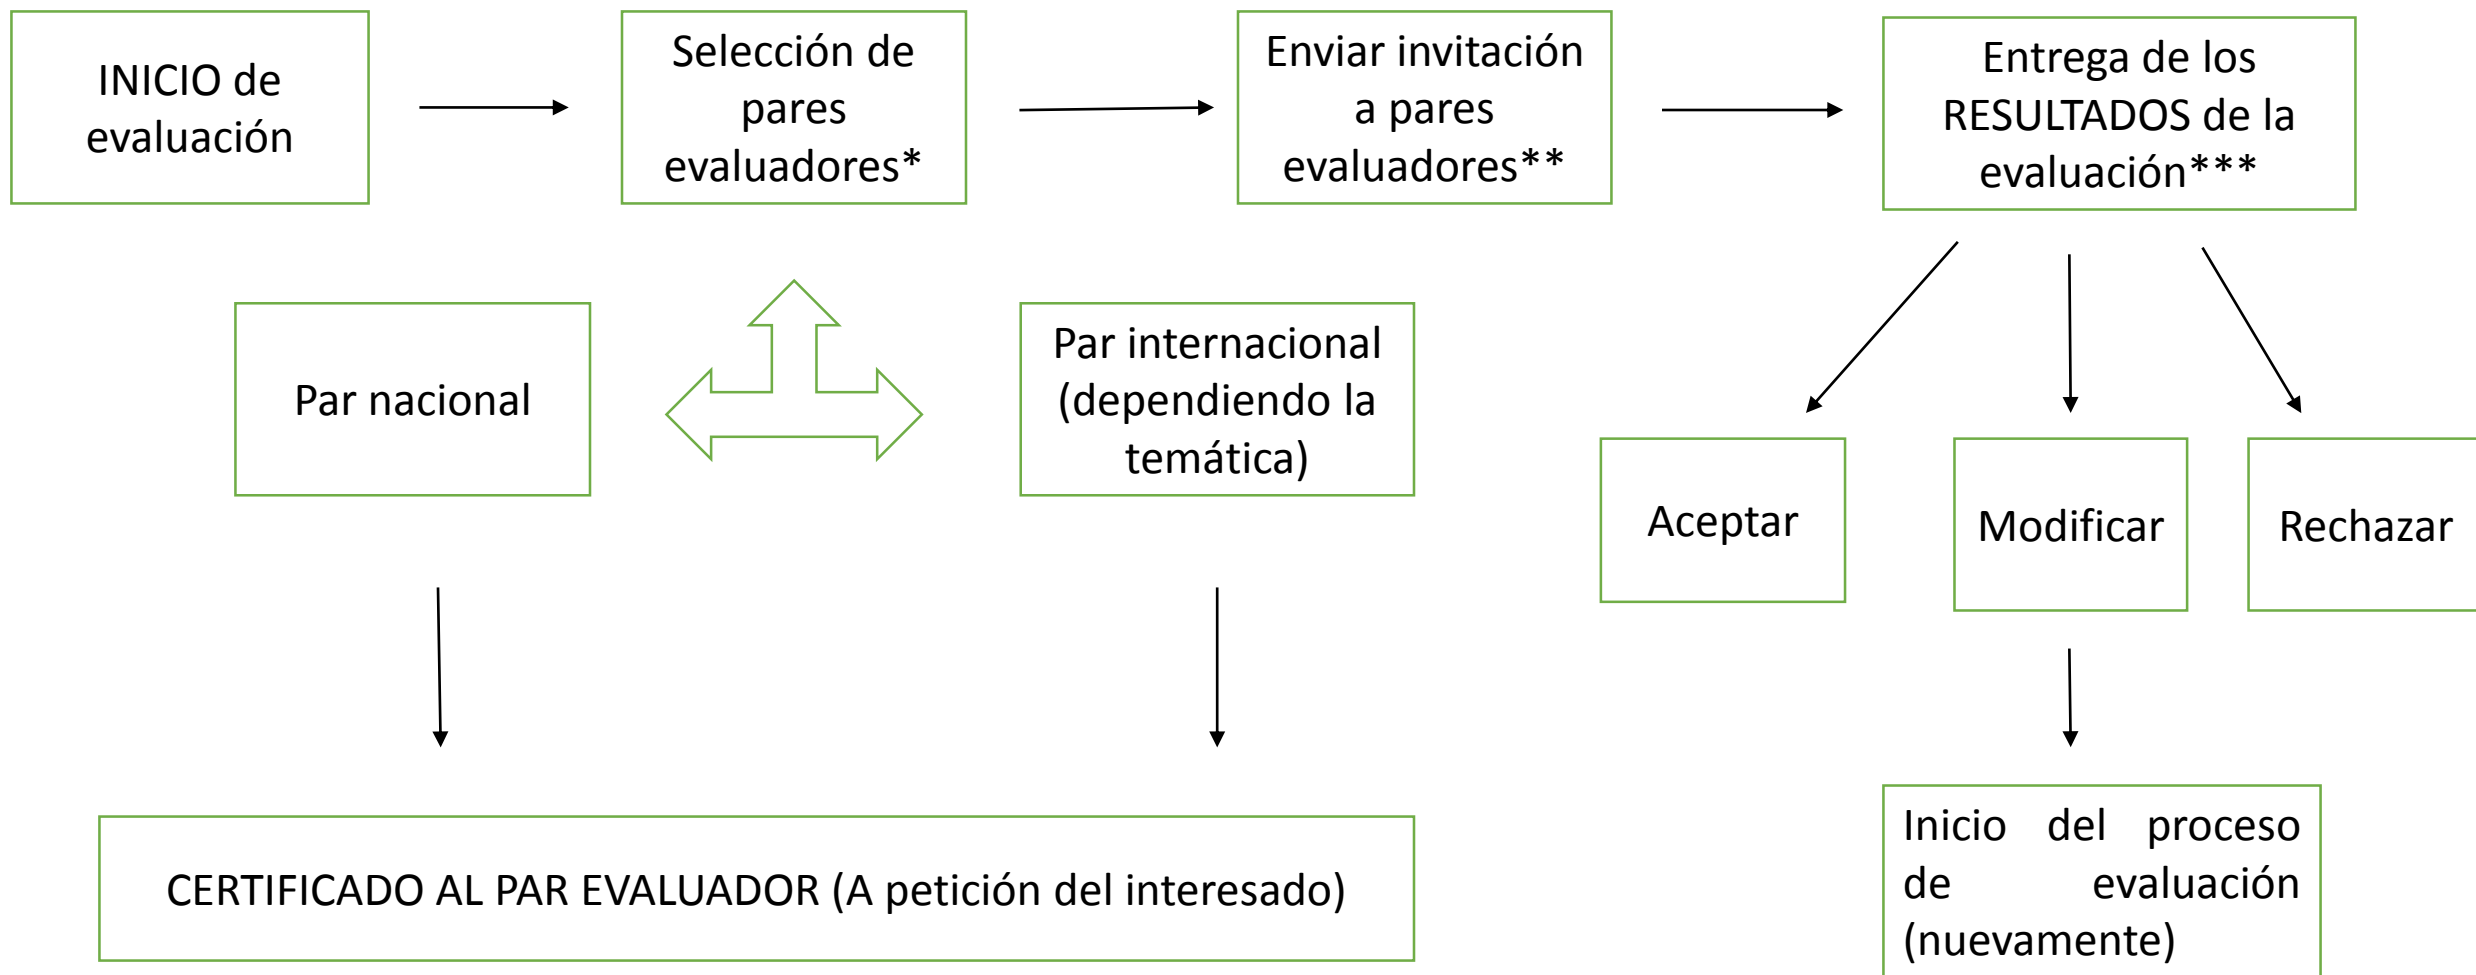 INICIO de
evaluación
Selección de
pares
evaluadores*
Enviar invitación
a pares
evaluadores**
Entrega de los
RESULTADOS de la
evaluación***
Par nacional
Par internacional
(dependiendo la
temática)
Aceptar
Modificar
Rechazar
CERTIFICADO AL PAR EVALUADOR (A petición del interesado)
Inicio del proceso
de evaluación
(nuevamente)